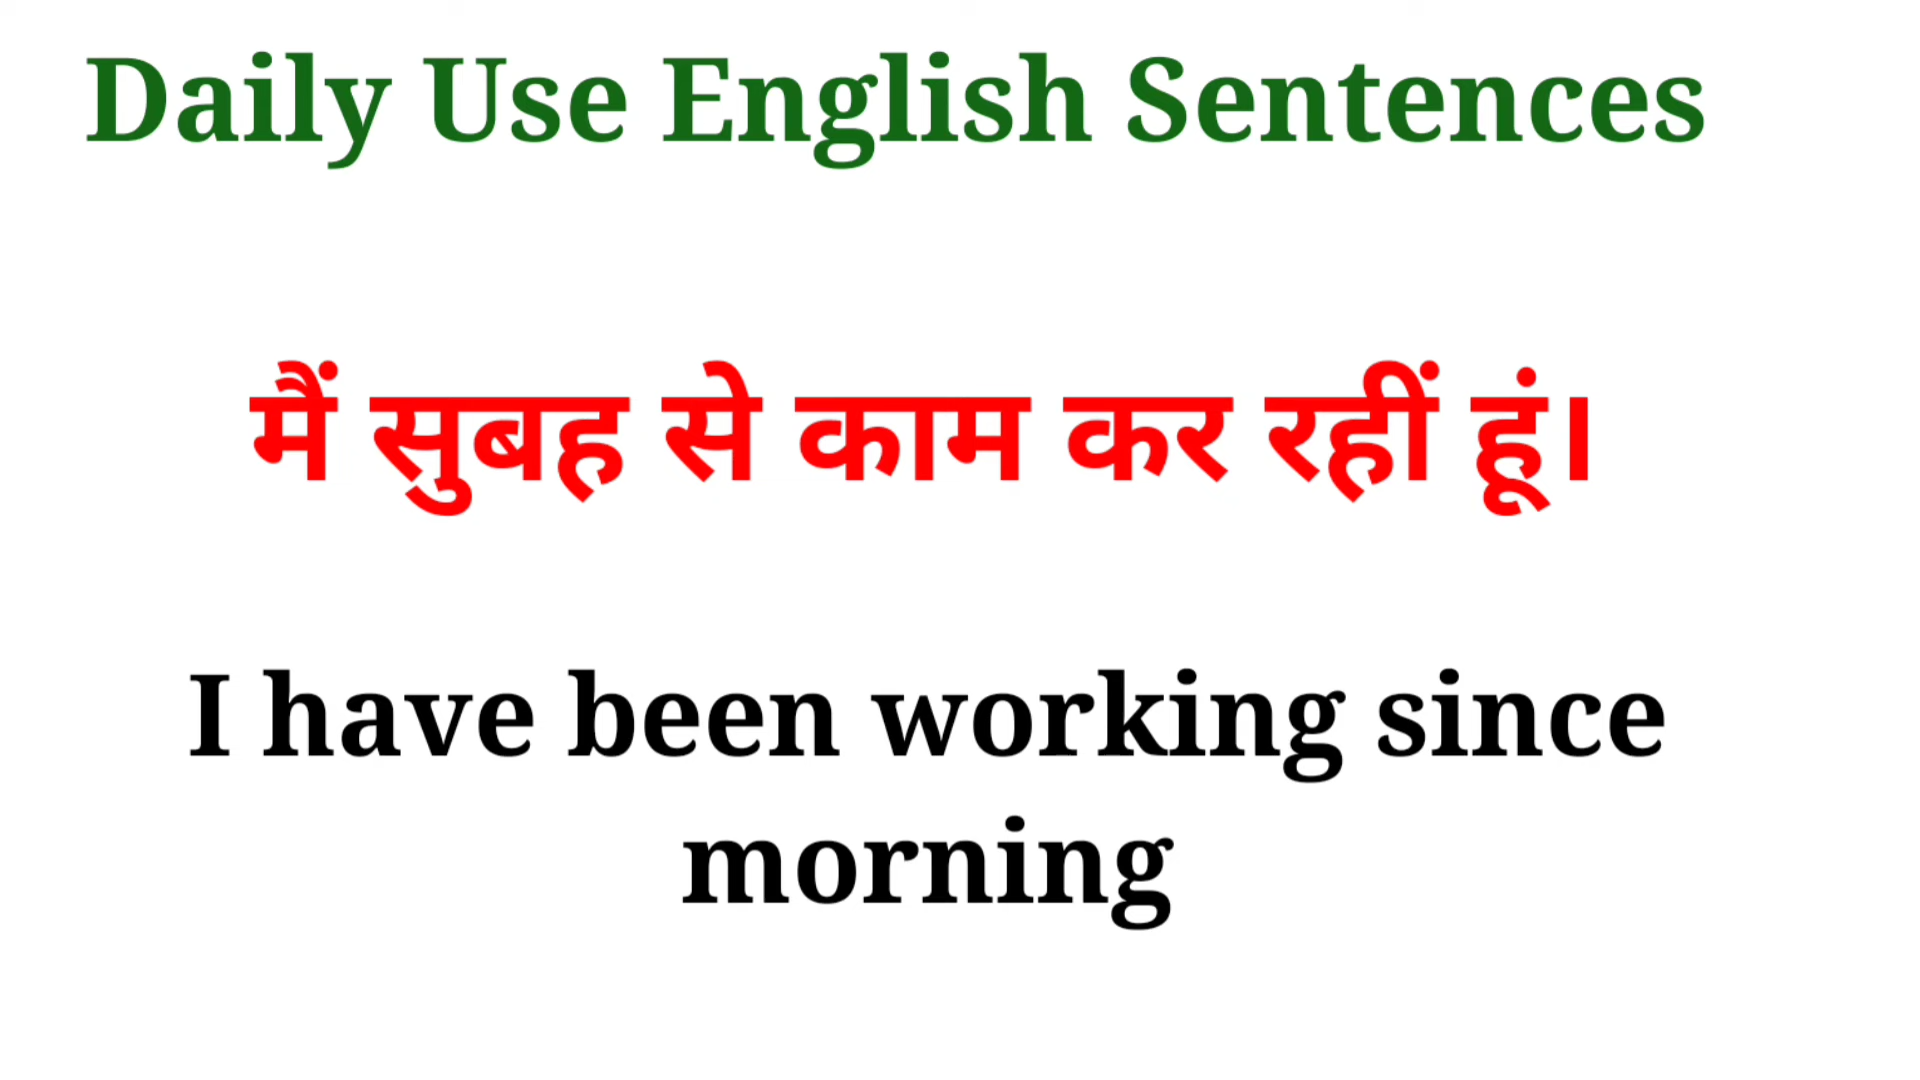 Daily Use English Sentences
मैं सुबह से काम कर रहीं हूं।
I have been working since
morning